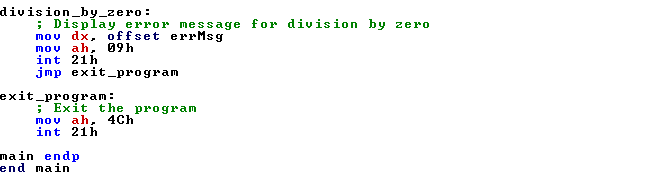 division_by_zero:
    ; Display error message for division by zero
    mov dx, offset errMsg
    mov ah, 09h
    int 21h
    jmp exit_program

exit_program:
    ; Exit the program
    mov ah, 4Ch
    int 21h

main endp
end main